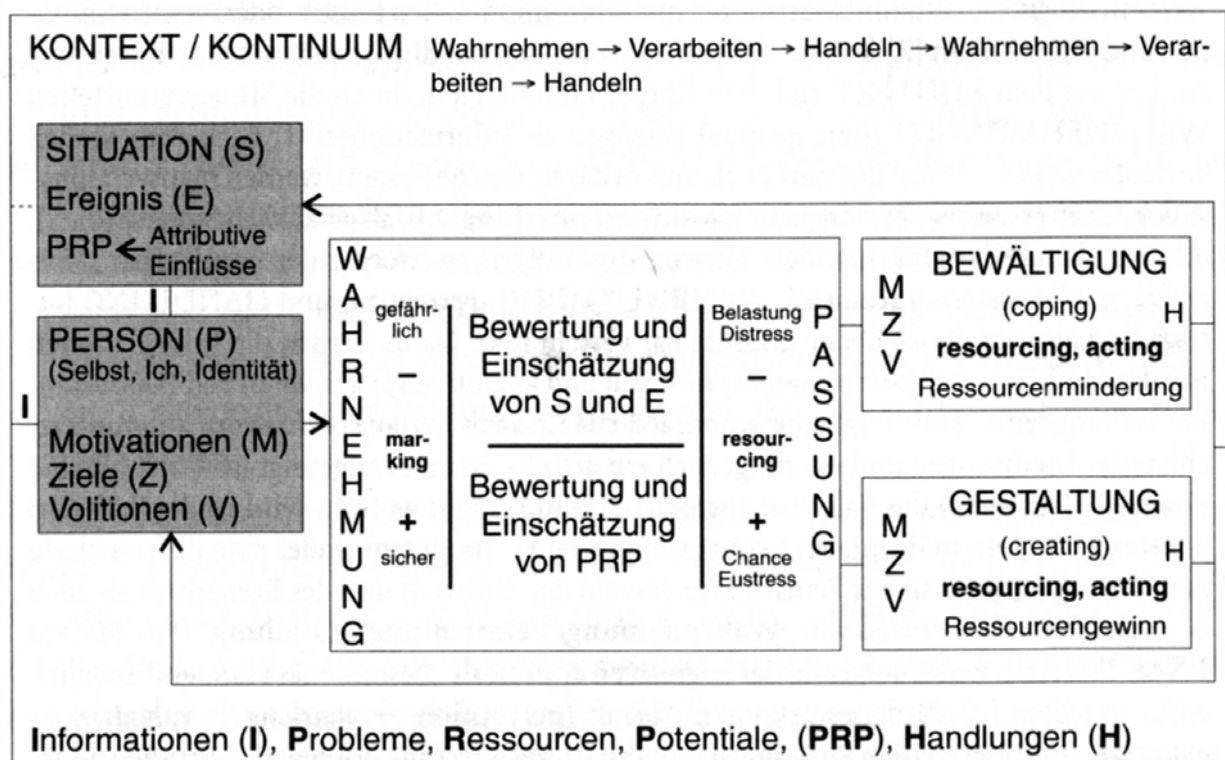 KONTEXT / KONTINUUM Wahrnehmen → Verarbeiten → Handeln → Wahrnehmen → Verar-
beiten → Handeln
SITUATION (S)
Ereignis (E)
PRP ← Attributive
Einflüsse
I
PERSON (P)
(Selbst, Ich, Identität)
I
Motivationen (M)
Ziele (Z)
Volitionen (V)
WAHRNEHMUNG
gefähr-
lich
–
mar-
king
+
sicher
Bewertung und
Einschätzung
von S und E
Bewertung und
Einschätzung
von PRP
Belastung
Distress
–
resour-
cing
+
Chance
Eustress
PASSUNG
BEWÄLTIGUNG
M
(coping)
Z
H
resourcing, acting
V
Ressourcenminderung
GESTALTUNG
M
(creating)
Z
H
resourcing, acting
V
Ressourcengewinn
Informationen (I), Probleme, Ressourcen, Potentiale, (PRP), Handlungen (H)